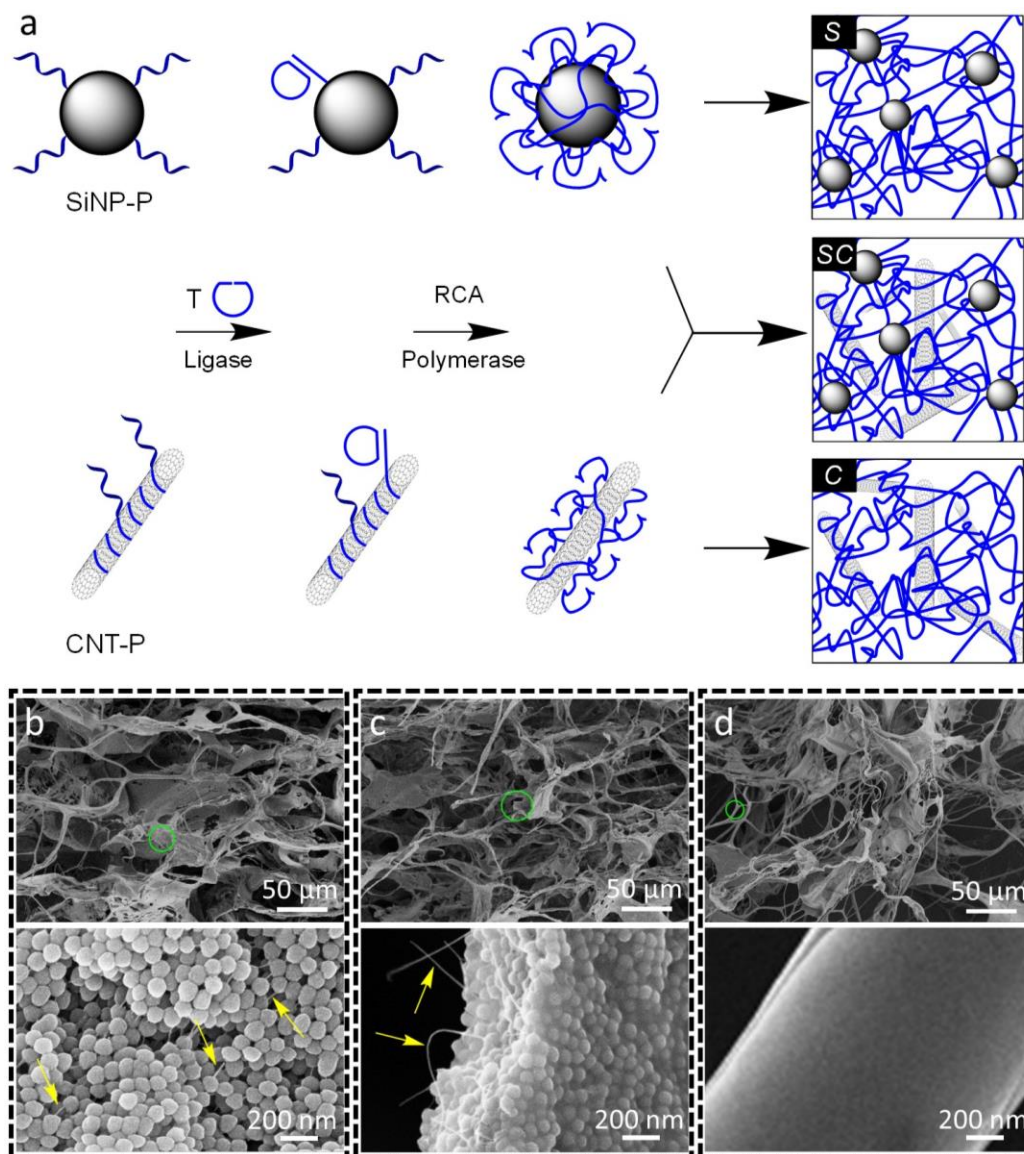 a
S
SiNP-P
SC
T
RCA
Ligase
Polymerase
C
CNT-P
b
c
d
50 μm
50 μm
50 μm
200 nm
200 nm
200 nm